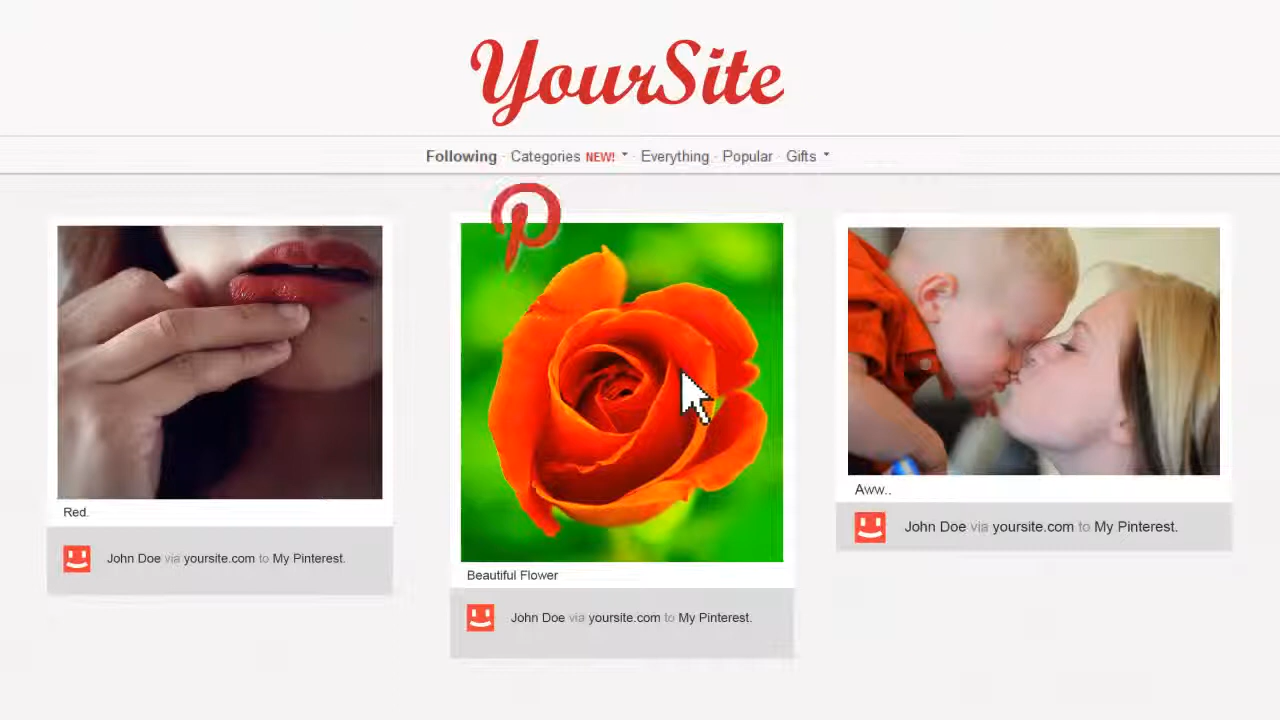 YourSite
Following · Categories NEW! · Everything · Popular · Gifts
Red.
John Doe via yoursite.com to My Pinterest.
Beautiful Flower
John Doe via yoursite.com to My Pinterest.
Aww..
John Doe via yoursite.com to My Pinterest.